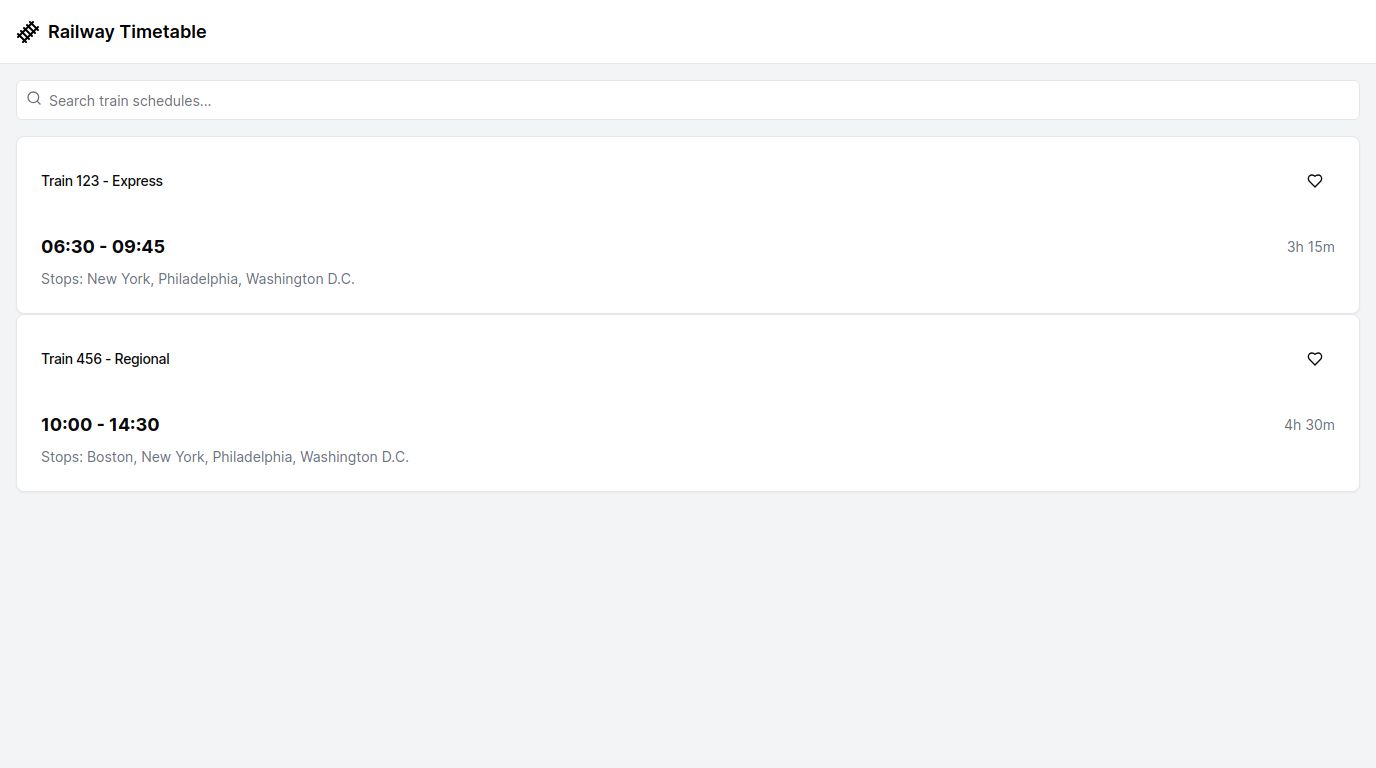 Railway Timetable
Search train schedules...
Train 123 - Express
06:30 - 09:45
3h 15m
Stops: New York, Philadelphia, Washington D.C.
Train 456 - Regional
10:00 - 14:30
4h 30m
Stops: Boston, New York, Philadelphia, Washington D.C.